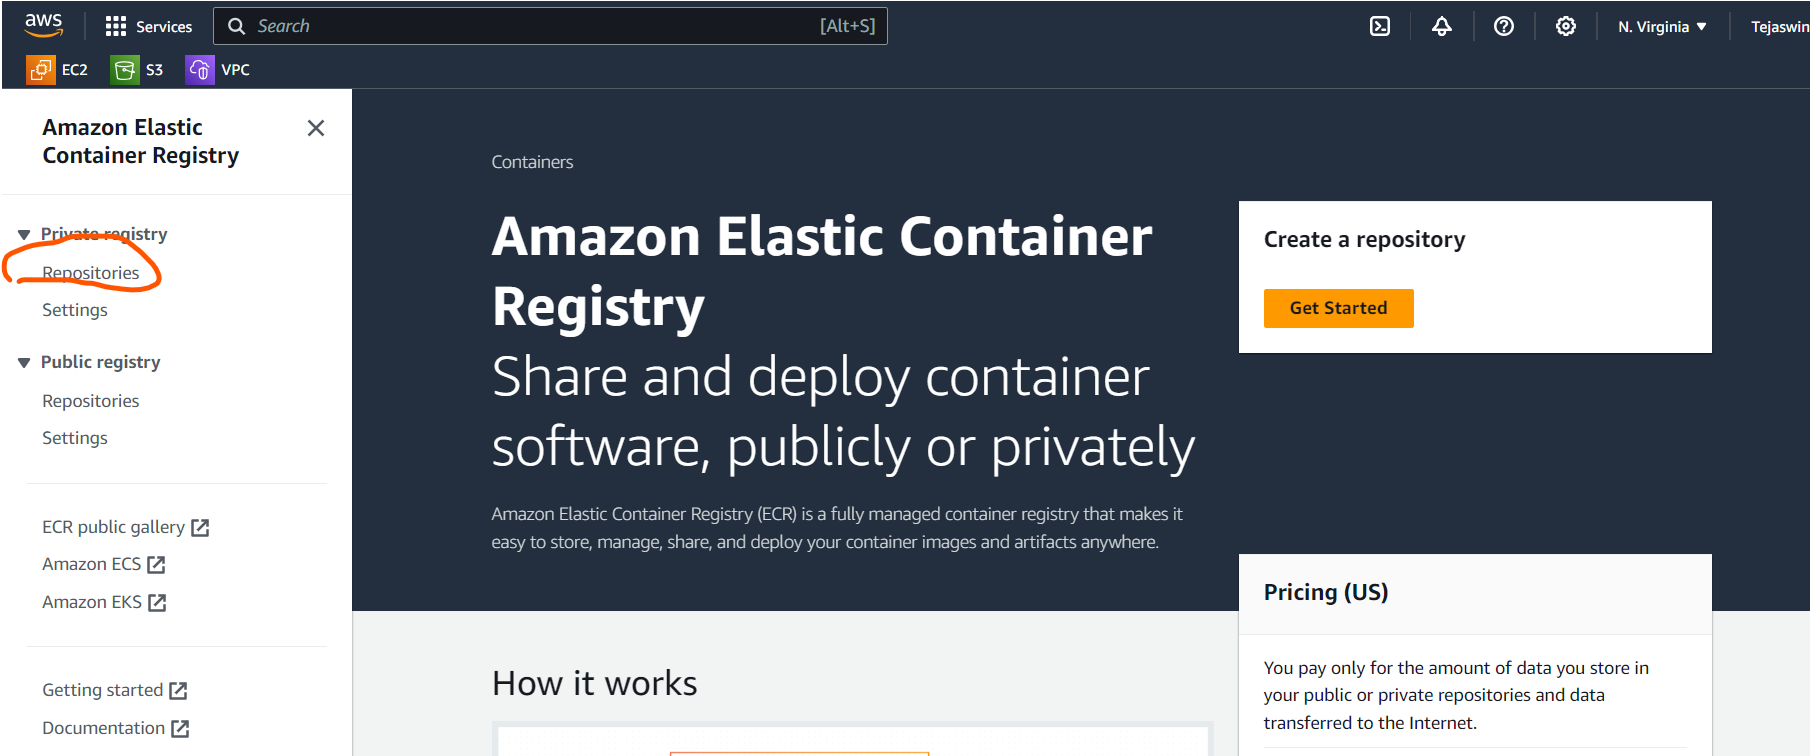 aws
Services
Search
[Alt+S]
N. Virginia
Tejaswin
EC2
S3
VPC
Amazon Elastic
Container Registry
Private registry
Repositories
Settings
Public registry
Repositories
Settings
ECR public gallery
Amazon ECS
Amazon EKS
Getting started
Documentation
Containers
Amazon Elastic Container
Registry
Share and deploy container
software, publicly or privately
Amazon Elastic Container Registry (ECR) is a fully managed container registry that makes it
easy to store, manage, share, and deploy your container images and artifacts anywhere.
Create a repository
Get Started
Pricing (US)
You pay only for the amount of data you store in
your public or private repositories and data
transferred to the Internet.
How it works